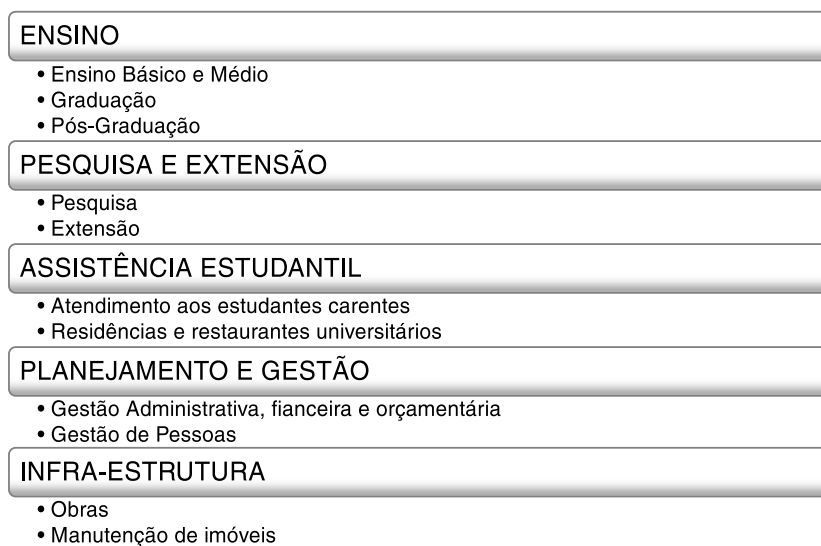 ENSINO
• Ensino Básico e Médio
• Graduação
• Pós-Graduação
PESQUISA E EXTENSÃO
• Pesquisa
• Extensão
ASSISTÊNCIA ESTUDANTIL
• Atendimento aos estudantes carentes
• Residências e restaurantes universitários
PLANEJAMENTO E GESTÃO
• Gestão Administrativa, fianceira e orçamentária
• Gestão de Pessoas
INFRA-ESTRUTURA
• Obras
• Manutenção de imóveis